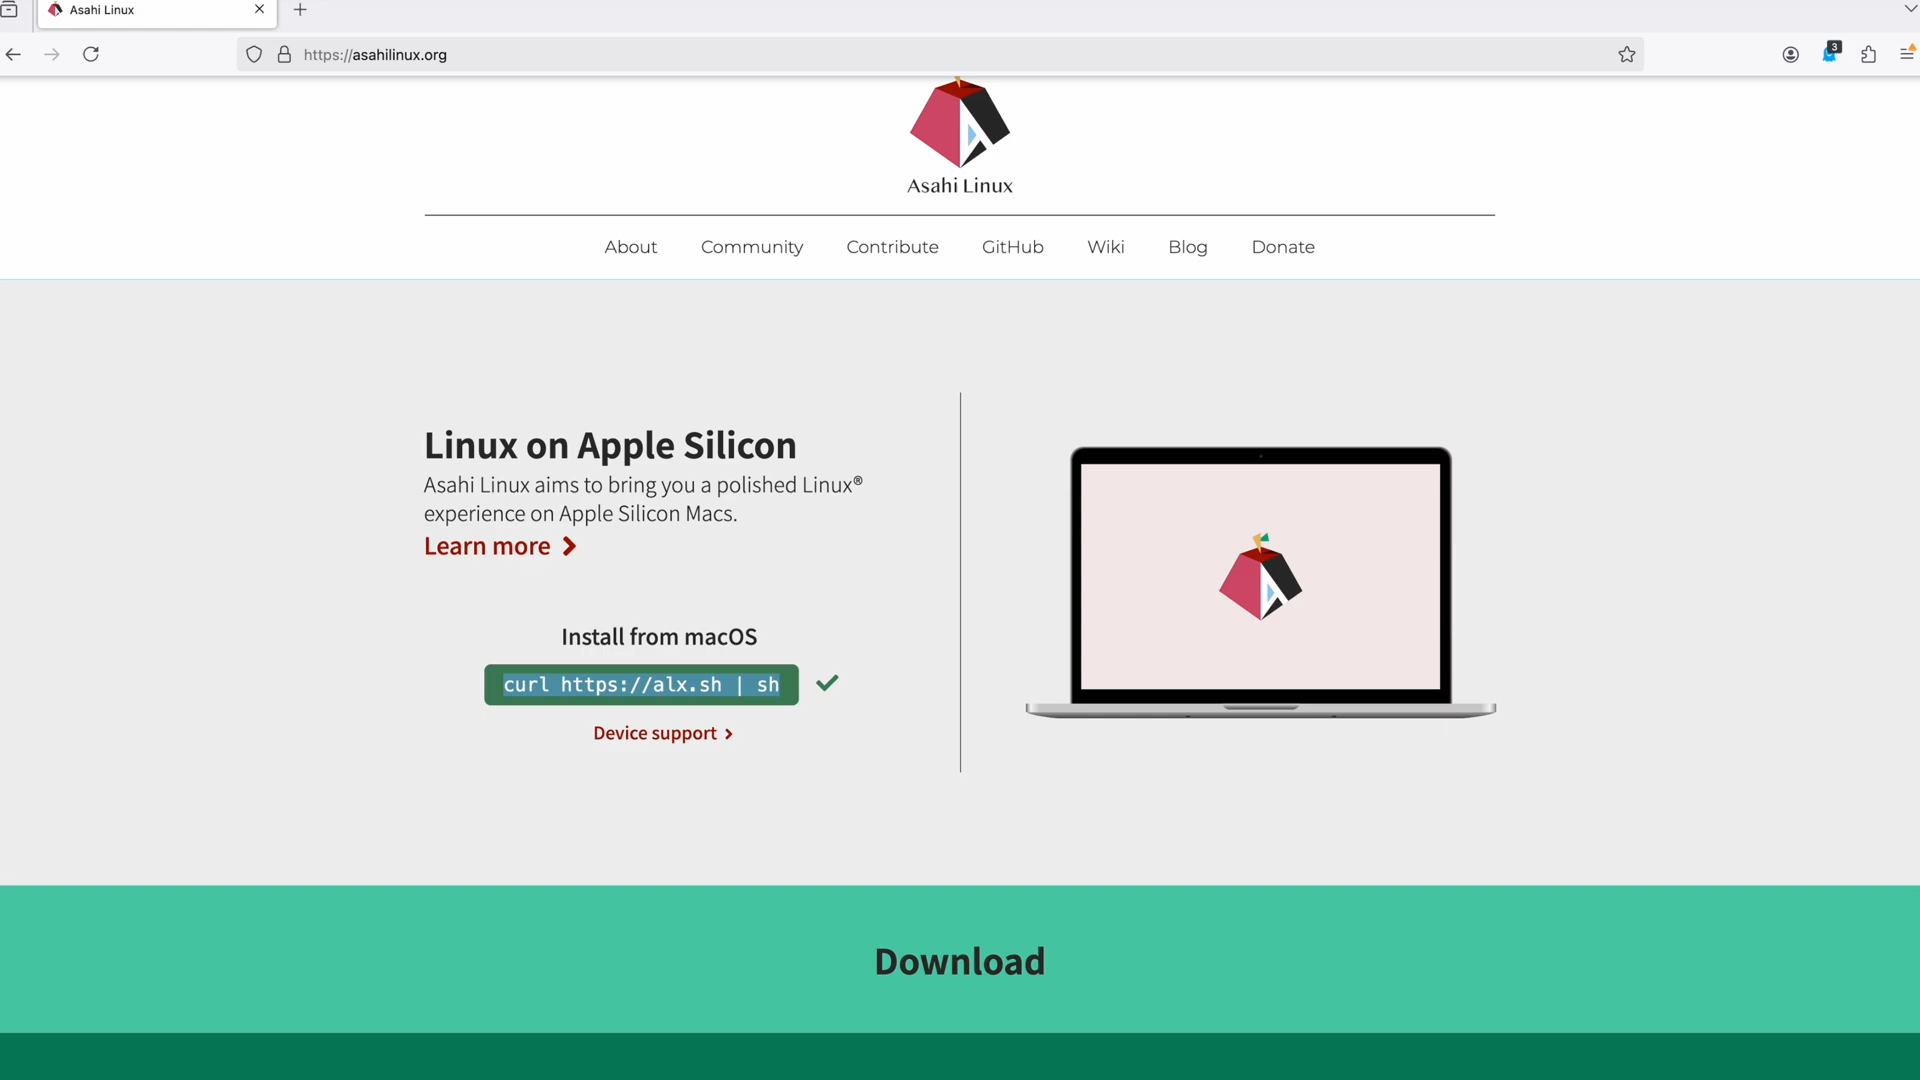 Asahi Linux
https://asahilinux.org
3
Asahi Linux
About Community Contribute GitHub Wiki Blog Donate
Linux on Apple Silicon
Asahi Linux aims to bring you a polished Linux®
experience on Apple Silicon Macs.
Learn more
Install from macOS
curl https://alx.sh | sh
Device support
Download